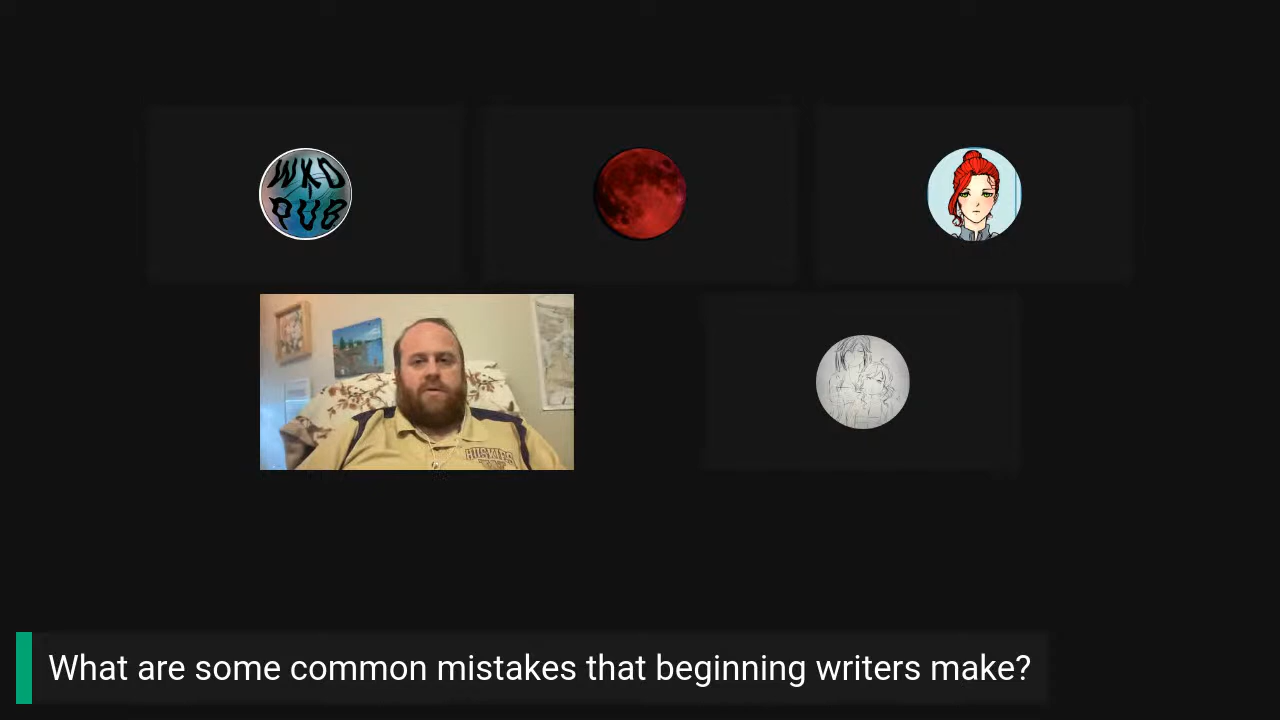 WKD
PUB
HUSKIES
What are some common mistakes that beginning writers make?